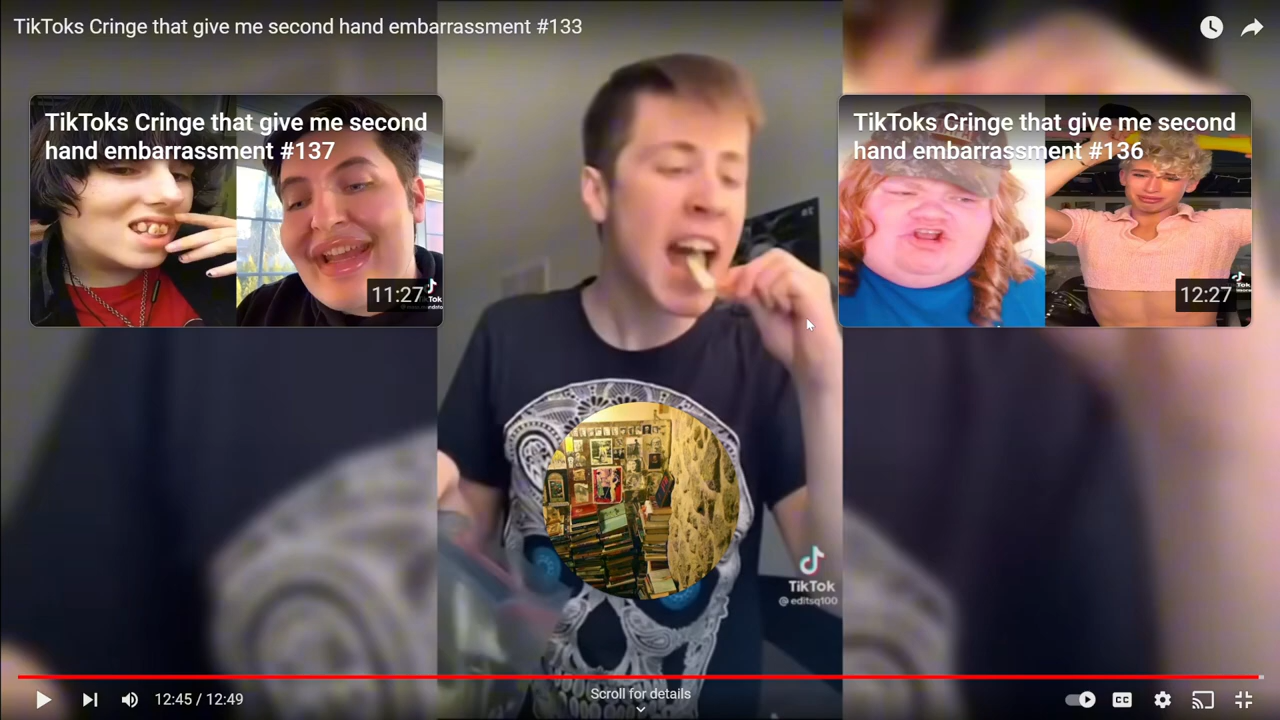 TikToks Cringe that give me second hand embarrassment #133
TikToks Cringe that give me second
hand embarrassment #137
11:27
TikToks Cringe that give me second
hand embarrassment #136
12:27
TikTok
@editsq100
Scroll for details
12:45 / 12:49
CC